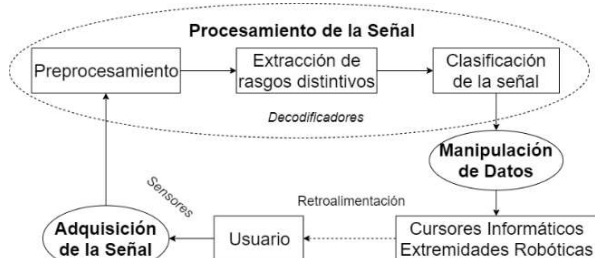 Procesamiento de la Señal
Preprocesamiento
Extracción de
rasgos distintivos
Clasificación
de la señal
Decodificadores
Manipulación
de Datos
Sensores
Retroalimentación
Adquisición
de la Señal
Usuario
Cursores Informáticos
Extremidades Robóticas